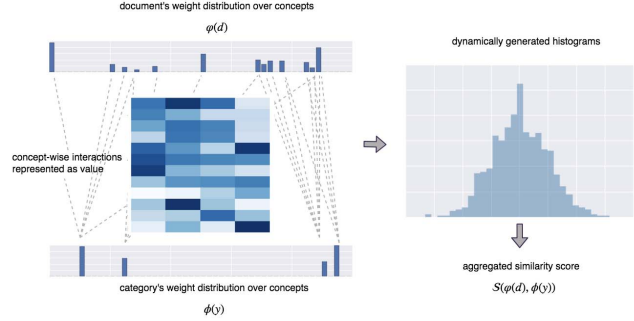 document's weight distribution over concepts
φ(d)
dynamically generated histograms
concept-wise interactions
represented as value
aggregated similarity score
S(φ(d), ϕ(y))
category's weight distribution over concepts
ϕ(y)